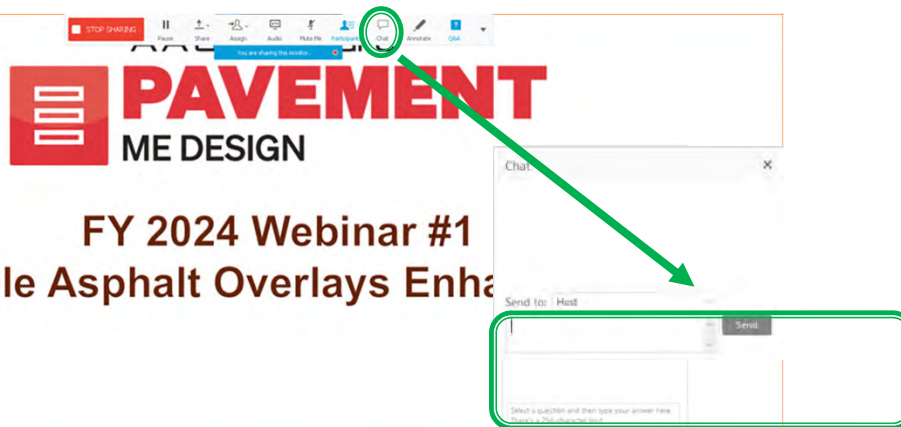 STOP SHARING
Pause
Share
Assign
Audio
Mute Me
Participants
Chat
Annotate
Q&A
You are sharing this monitor.
PAVEMENT
ME DESIGN
FY 2024 Webinar #1
le Asphalt Overlays Enha
Chat
Send to: Host
Send
Select a question and then type your answer here.
There's a 256-character limit.